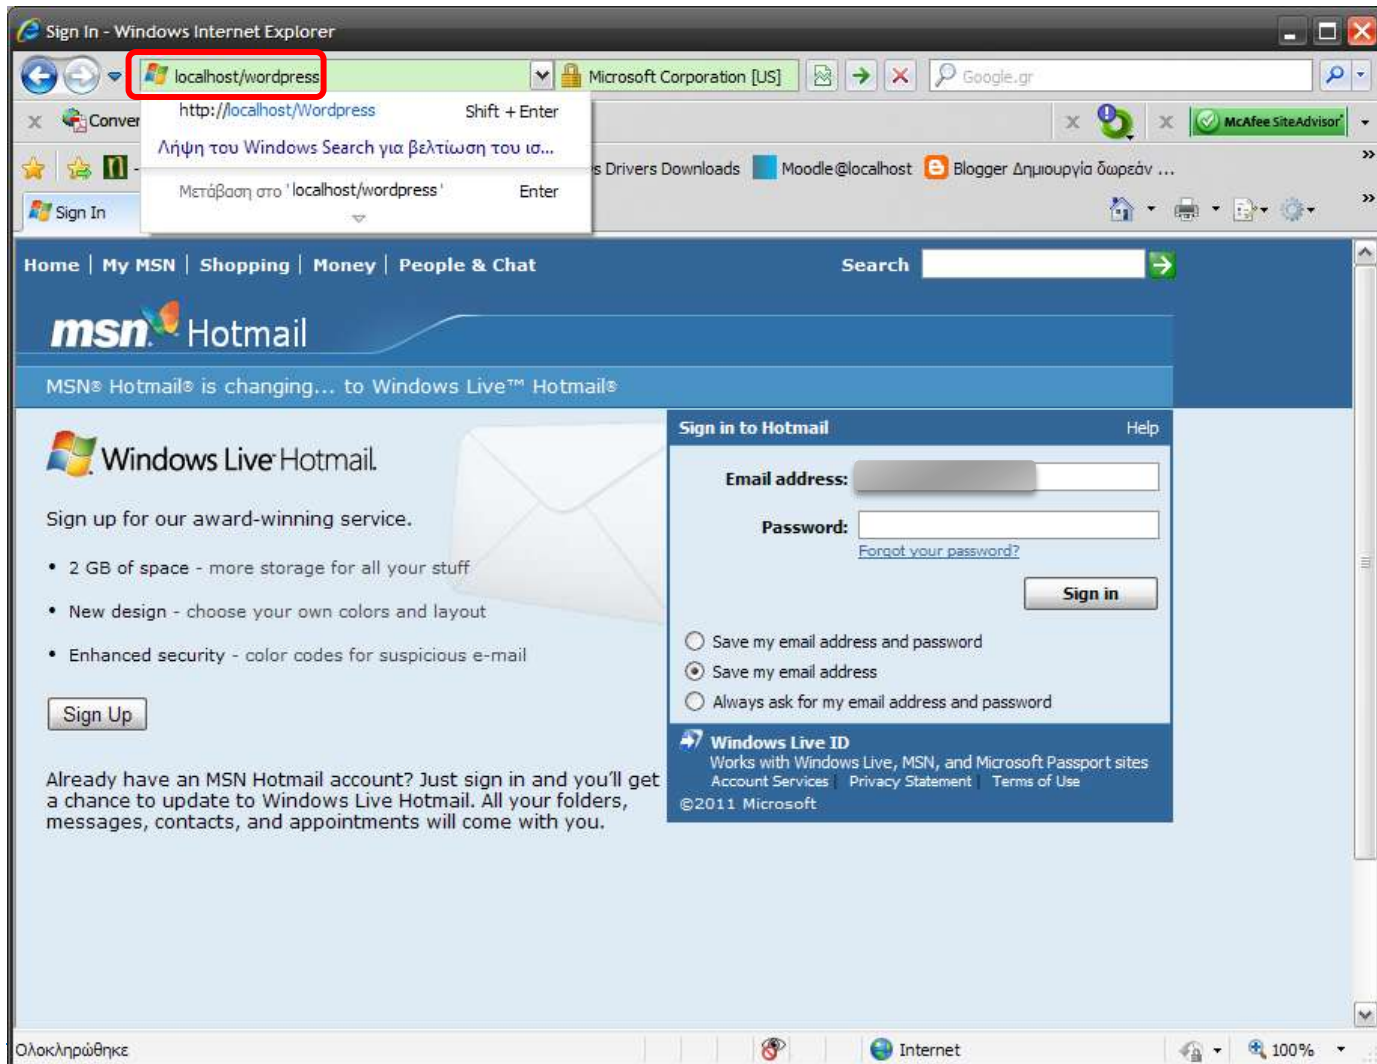 Sign In - Windows Internet Explorer
localhost/wordpress
Microsoft Corporation [US]
Google.gr
http://localhost/Wordpress Shift + Enter
Λήψη του Windows Search για βελτίωση του ισ...
Μετάβαση στο 'localhost/wordpress' Enter
Conver
McAfee SiteAdvisor
s Drivers Downloads
Moodle@localhost
Blogger Δημιουργία δωρεάν ...
Sign In
Home | My MSN | Shopping | Money | People & Chat
Search
msn Hotmail
MSN® Hotmail® is changing... to Windows Live™ Hotmail®
Windows Live Hotmail
Sign up for our award-winning service.
• 2 GB of space - more storage for all your stuff
• New design - choose your own colors and layout
• Enhanced security - color codes for suspicious e-mail
Sign Up
Already have an MSN Hotmail account? Just sign in and you'll get
a chance to update to Windows Live Hotmail. All your folders,
messages, contacts, and appointments will come with you.
Sign in to Hotmail Help
Email address:
Password:
Forgot your password?
Sign in
Save my email address and password
Save my email address
Always ask for my email address and password
Windows Live ID
Works with Windows Live, MSN, and Microsoft Passport sites
Account Services | Privacy Statement | Terms of Use
©2011 Microsoft
Ολοκληρώθηκε
Internet
100%